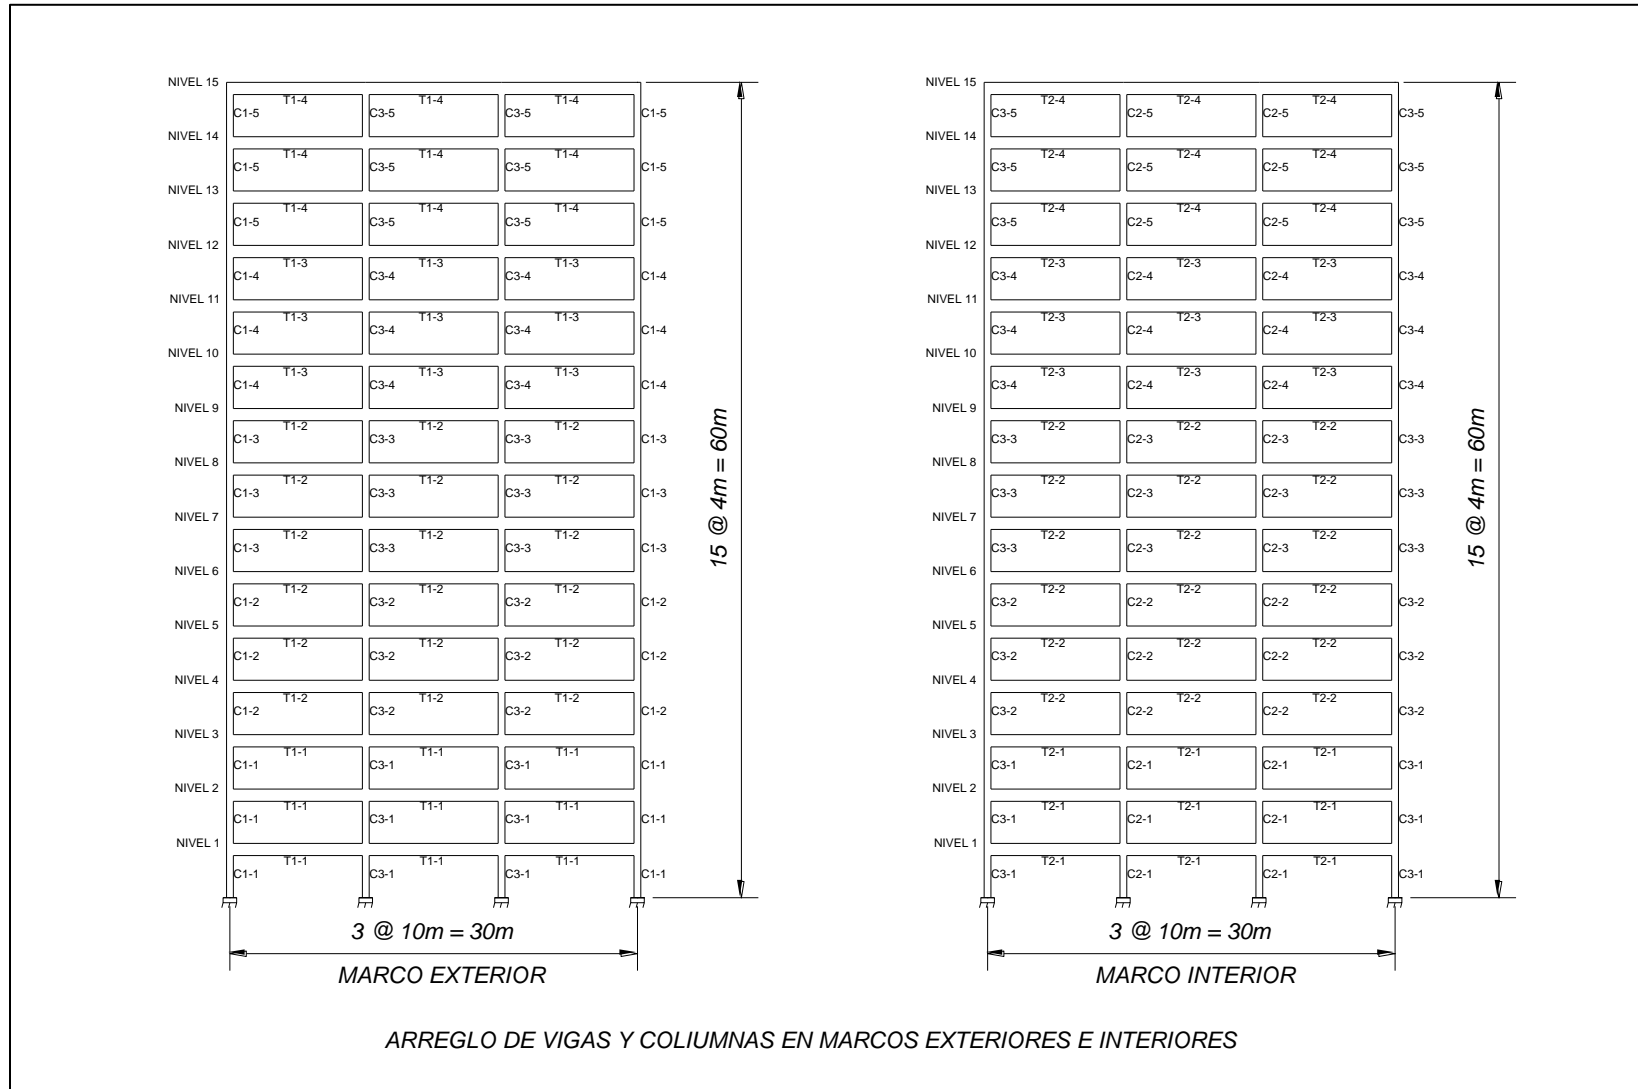 NIVEL 15
T1-4 T1-4 T1-4
C1-5 C3-5 C3-5 C1-5
NIVEL 14
T1-4 T1-4 T1-4
C1-5 C3-5 C3-5 C1-5
NIVEL 13
T1-4 T1-4 T1-4
C1-5 C3-5 C3-5 C1-5
NIVEL 12
T1-3 T1-3 T1-3
C1-4 C3-4 C3-4 C1-4
NIVEL 11
T1-3 T1-3 T1-3
C1-4 C3-4 C3-4 C1-4
NIVEL 10
T1-3 T1-3 T1-3
C1-4 C3-4 C3-4 C1-4
NIVEL 9
T1-2 T1-2 T1-2
C1-3 C3-3 C3-3 C1-3
NIVEL 8
T1-2 T1-2 T1-2
C1-3 C3-3 C3-3 C1-3
NIVEL 7
T1-2 T1-2 T1-2
C1-3 C3-3 C3-3 C1-3
NIVEL 6
T1-2 T1-2 T1-2
C1-2 C3-2 C3-2 C1-2
NIVEL 5
T1-2 T1-2 T1-2
C1-2 C3-2 C3-2 C1-2
NIVEL 4
T1-2 T1-2 T1-2
C1-2 C3-2 C3-2 C1-2
NIVEL 3
T1-1 T1-1 T1-1
C1-1 C3-1 C3-1 C1-1
NIVEL 2
T1-1 T1-1 T1-1
C1-1 C3-1 C3-1 C1-1
NIVEL 1
T1-1 T1-1 T1-1
C1-1 C3-1 C3-1 C1-1
15 @ 4m = 60m
3 @ 10m = 30m
MARCO EXTERIOR
NIVEL 15
T2-4 T2-4 T2-4
C3-5 C2-5 C2-5 C3-5
NIVEL 14
T2-4 T2-4 T2-4
C3-5 C2-5 C2-5 C3-5
NIVEL 13
T2-4 T2-4 T2-4
C3-5 C2-5 C2-5 C3-5
NIVEL 12
T2-3 T2-3 T2-3
C3-4 C2-4 C2-4 C3-4
NIVEL 11
T2-3 T2-3 T2-3
C3-4 C2-4 C2-4 C3-4
NIVEL 10
T2-3 T2-3 T2-3
C3-4 C2-4 C2-4 C3-4
NIVEL 9
T2-2 T2-2 T2-2
C3-3 C2-3 C2-3 C3-3
NIVEL 8
T2-2 T2-2 T2-2
C3-3 C2-3 C2-3 C3-3
NIVEL 7
T2-2 T2-2 T2-2
C3-3 C2-3 C2-3 C3-3
NIVEL 6
T2-2 T2-2 T2-2
C3-2 C2-2 C2-2 C3-2
NIVEL 5
T2-2 T2-2 T2-2
C3-2 C2-2 C2-2 C3-2
NIVEL 4
T2-2 T2-2 T2-2
C3-2 C2-2 C2-2 C3-2
NIVEL 3
T2-1 T2-1 T2-1
C3-1 C2-1 C2-1 C3-1
NIVEL 2
T2-1 T2-1 T2-1
C3-1 C2-1 C2-1 C3-1
NIVEL 1
T2-1 T2-1 T2-1
C3-1 C2-1 C2-1 C3-1
15 @ 4m = 60m
3 @ 10m = 30m
MARCO INTERIOR
ARREGLO DE VIGAS Y COLIUMNAS EN MARCOS EXTERIORES E INTERIORES